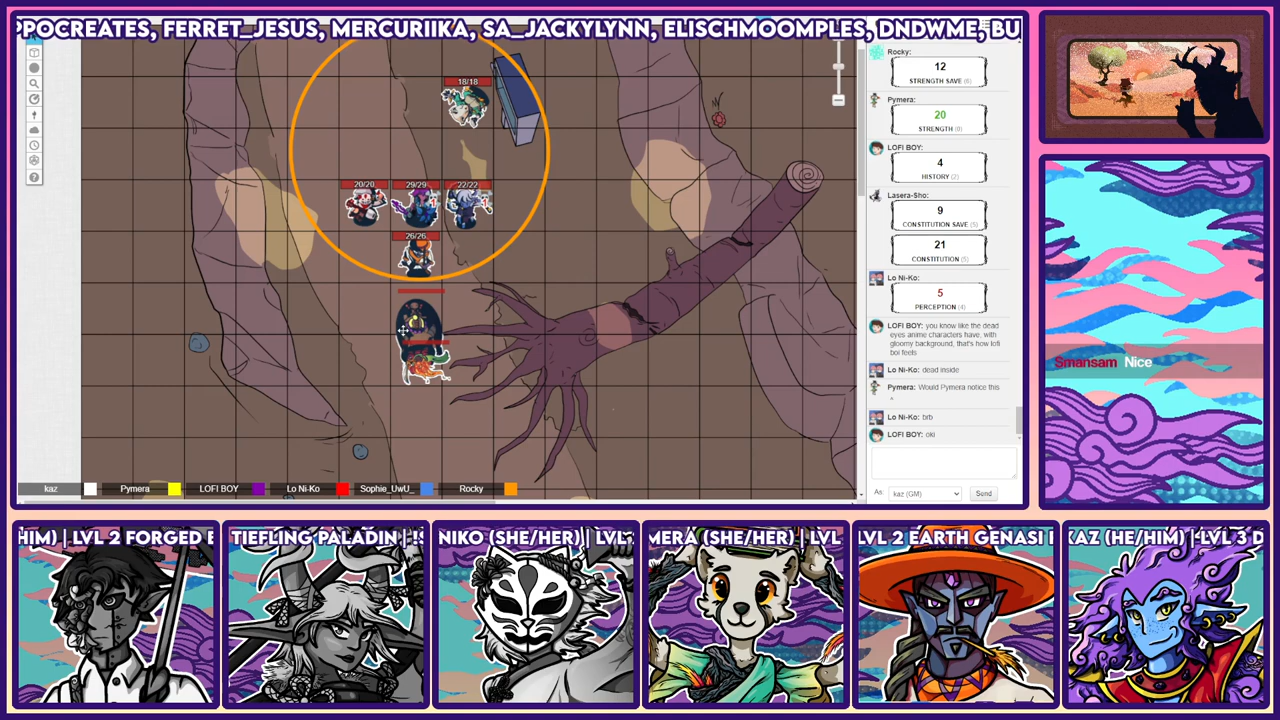 PPOCREATES, FERRET_JESUS, MERCURIIKA, SA_JACKYLYNN, ELISCHMOOMPLES, DNDWME, BU
18/18
20/20
29/29
22/22
26/26
Rocky:
12
STRENGTH SAVE (6)
Pymera:
20
STRENGTH (0)
LOFI BOY:
4
HISTORY (2)
Lasera-Sho:
9
CONSTITUTION SAVE (5)
21
CONSTITUTION (5)
Lo Ni-Ko:
5
PERCEPTION (4)
LOFI BOY: you know like the dead
eyes anime characters have, with
gloomy background, that's how lofi
boi feels
Lo Ni-Ko: dead inside
Pymera: Would Pymera notice this
^
Lo Ni-Ko: brb
LOFI BOY: oki
As: kaz (GM) Send
kaz Pymera LOFI BOY Lo Ni-Ko Sophie_UwU_ Rocky
Smansam Nice
HIM) | LVL 2 FORGED
TIEFLING PALADIN | !S
NIKO (SHE/HER) | LVL
MERA (SHE/HER) | LVL
LVL 2 EARTH GENASI
KAZ (HE/HIM) | LVL 3 D